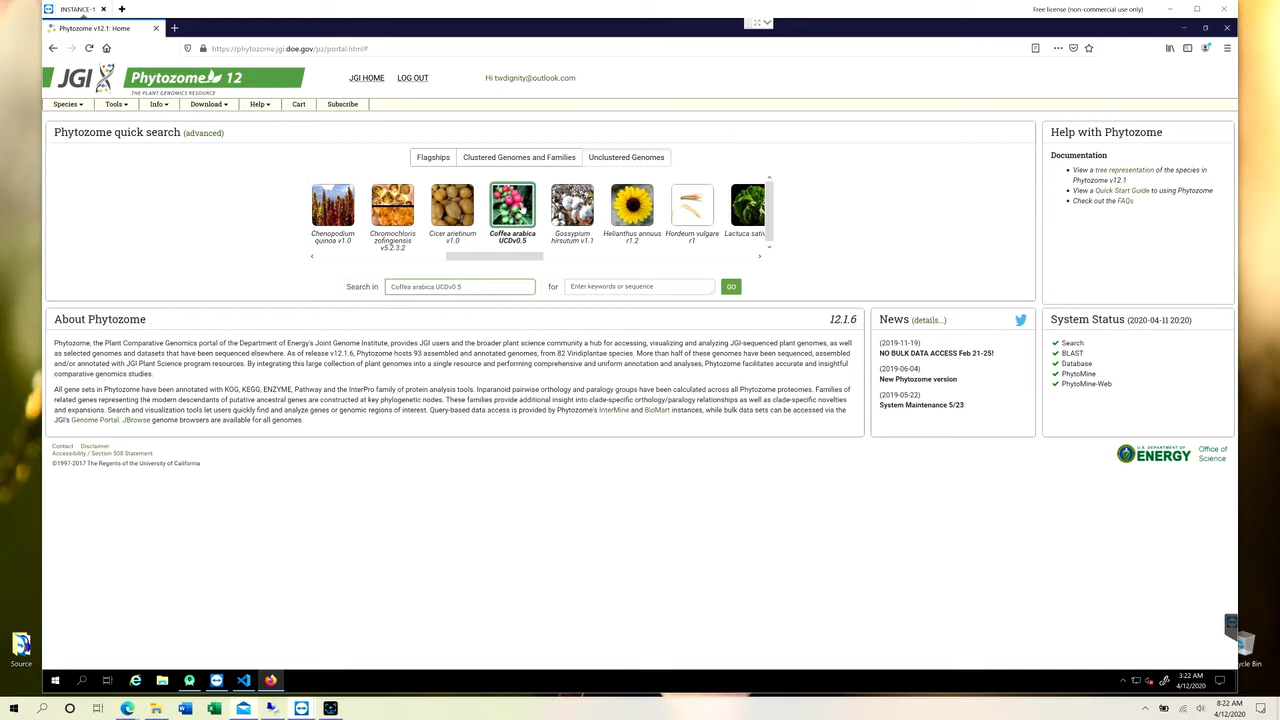 INSTANCE-1
Free license (non-commercial use only)
Phytozome v12.1: Home
https://phytozome.jgi.doe.gov/pz/portal.html#
JGI
Phytozome 12
THE PLANT GENOMICS RESOURCE
JGI HOME LOG OUT
Hi twdignity@outlook.com
Species Tools Info Download Help Cart Subscribe
Phytozome quick search (advanced)
Flagships Clustered Genomes and Families Unclustered Genomes
Chenopodium quinoa v1.0
Chromochloris zofingiensis v5.2.3.2
Cicer arietinum v1.0
Coffea arabica UCDv0.5
Gossypium hirsutum v1.1
Helianthus annuus r1.2
Hordeum vulgare r1
Lactuca sativ
Search in Coffea arabica UCDv0.5 for Enter keywords or sequence GO
Help with Phytozome
Documentation
View a tree representation of the species in
Phytozome v12.1
View a Quick Start Guide to using Phytozome
Check out the FAQs
About Phytozome 12.1.6
Phytozome, the Plant Comparative Genomics portal of the Department of Energy's Joint Genome Institute, provides JGI users and the broader plant science community a hub for accessing, visualizing and analyzing JGI-sequenced plant genomes, as well
as selected genomes and datasets that have been sequenced elsewhere. As of release v12.1.6, Phytozome hosts 93 assembled and annotated genomes, from 82 Viridiplantae species. More than half of these genomes have been sequenced, assembled
and/or annotated with JGI Plant Science program resources. By integrating this large collection of plant genomes into a single resource and performing comprehensive and uniform annotation and analyses, Phytozome facilitates accurate and insightful
comparative genomics studies.
All gene sets in Phytozome have been annotated with KOG, KEGG, ENZYME, Pathway and the InterPro family of protein analysis tools. Inparanoid pairwise orthology and paralogy groups have been calculated across all Phytozome proteomes. Families of
related genes representing the modern descendants of putative ancestral genes are constructed at key phylogenetic nodes. These families provide additional insight into clade-specific orthology/paralogy relationships as well as clade-specific novelties
and expansions. Search and visualization tools let users quickly find and analyze genes or genomic regions of interest. Query-based data access is provided by Phytozome's InterMine and BioMart instances, while bulk data sets can be accessed via the
JGI's Genome Portal. JBrowse genome browsers are available for all genomes.
News (details...)
(2019-11-19)
NO BULK DATA ACCESS Feb 21-25!
(2019-06-04)
New Phytozome version
(2019-05-22)
System Maintenance 5/23
System Status (2020-04-11 20:20)
Search
BLAST
Database
PhytoMine
PhytoMine-Web
Contact Disclaimer
Accessibility / Section 508 Statement
©1997-2017 The Regents of the University of California
U.S. DEPARTMENT OF
ENERGY
Office of
Science
Source
cycle Bin
3:22 AM
4/12/2020
8:22 AM
4/12/2020